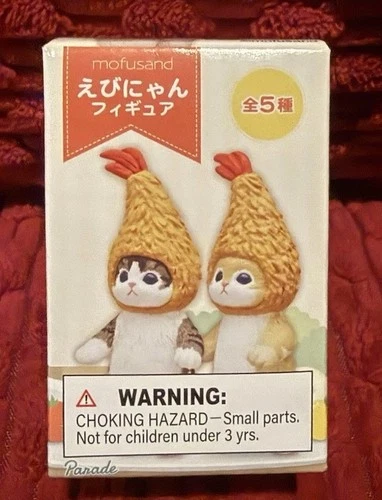 mofusand
えびにゃん
フィギュア
全5種
WARNING:
CHOKING HAZARD—Small parts.
Not for children under 3 yrs.
Parade